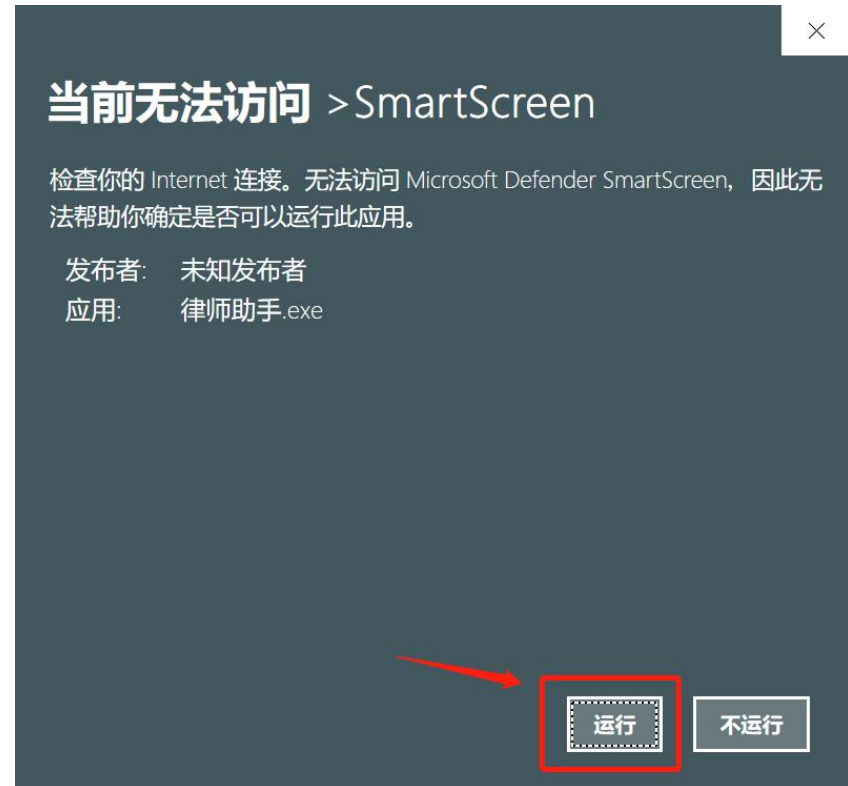 当前无法访问 >SmartScreen
检查你的 Internet 连接。无法访问 Microsoft Defender SmartScreen，因此无
法帮助你确定是否可以运行此应用。
发布者: 未知发布者
应用: 律师助手.exe
运行 不运行